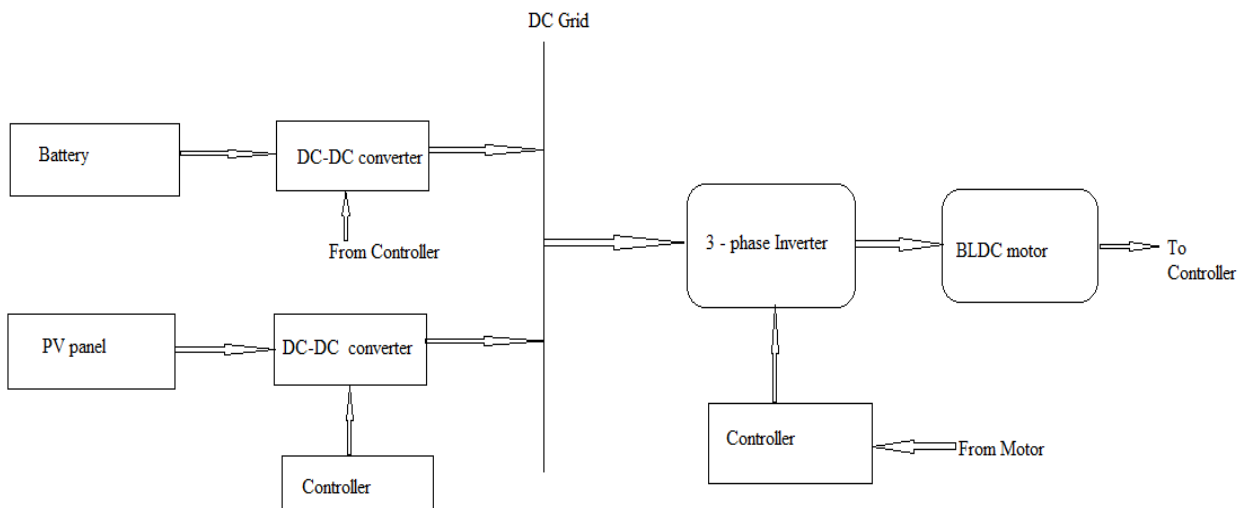 DC Grid
Battery
DC-DC converter
From Controller
3 - phase Inverter
BLDC motor
To
Controller
PV panel
DC-DC converter
Controller
Controller
From Motor